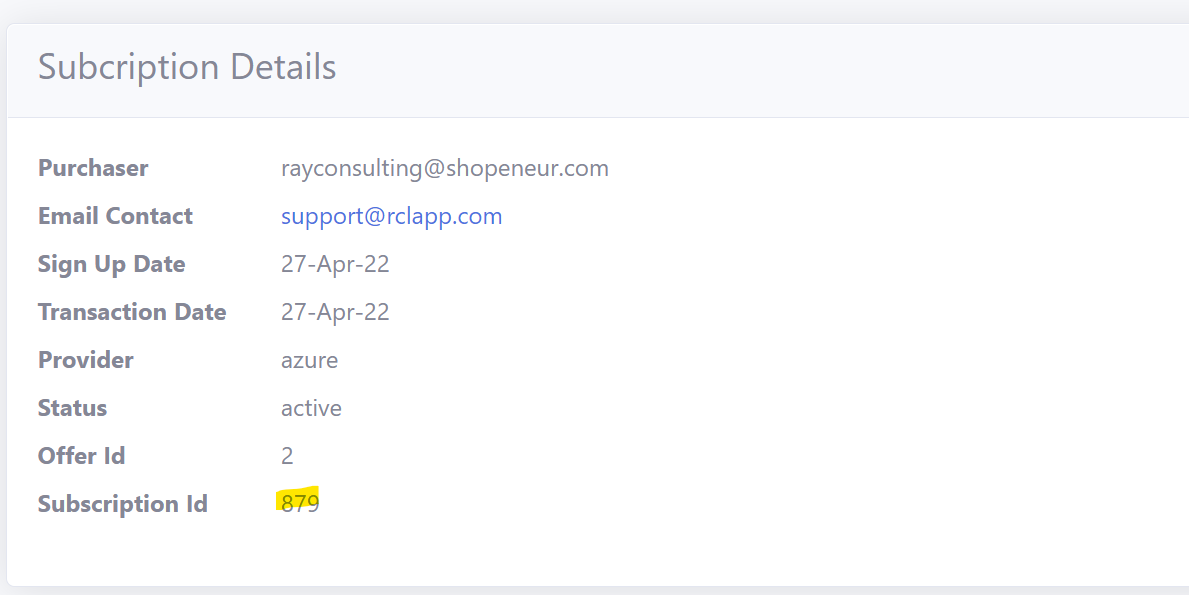 Subcription Details
Purchaser rayconsulting@shopeneur.com
Email Contact support@rclapp.com
Sign Up Date 27-Apr-22
Transaction Date 27-Apr-22
Provider azure
Status active
Offer Id 2
Subscription Id 879